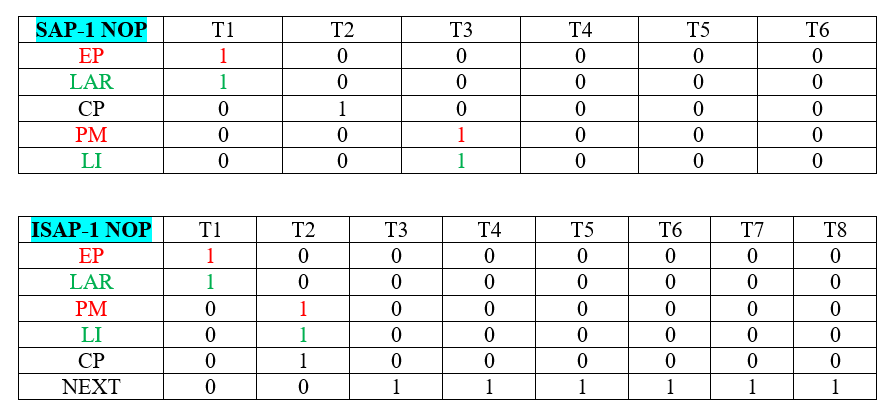 SAP-1 NOP T1 T2 T3 T4 T5 T6
EP 1 0 0 0 0 0
LAR 1 0 0 0 0 0
CP 0 1 0 0 0 0
PM 0 0 1 0 0 0
LI 0 0 1 0 0 0
ISAP-1 NOP T1 T2 T3 T4 T5 T6 T7 T8
EP 1 0 0 0 0 0 0 0
LAR 1 0 0 0 0 0 0 0
PM 0 1 0 0 0 0 0 0
LI 0 1 0 0 0 0 0 0
CP 0 1 0 0 0 0 0 0
NEXT 0 0 1 1 1 1 1 1